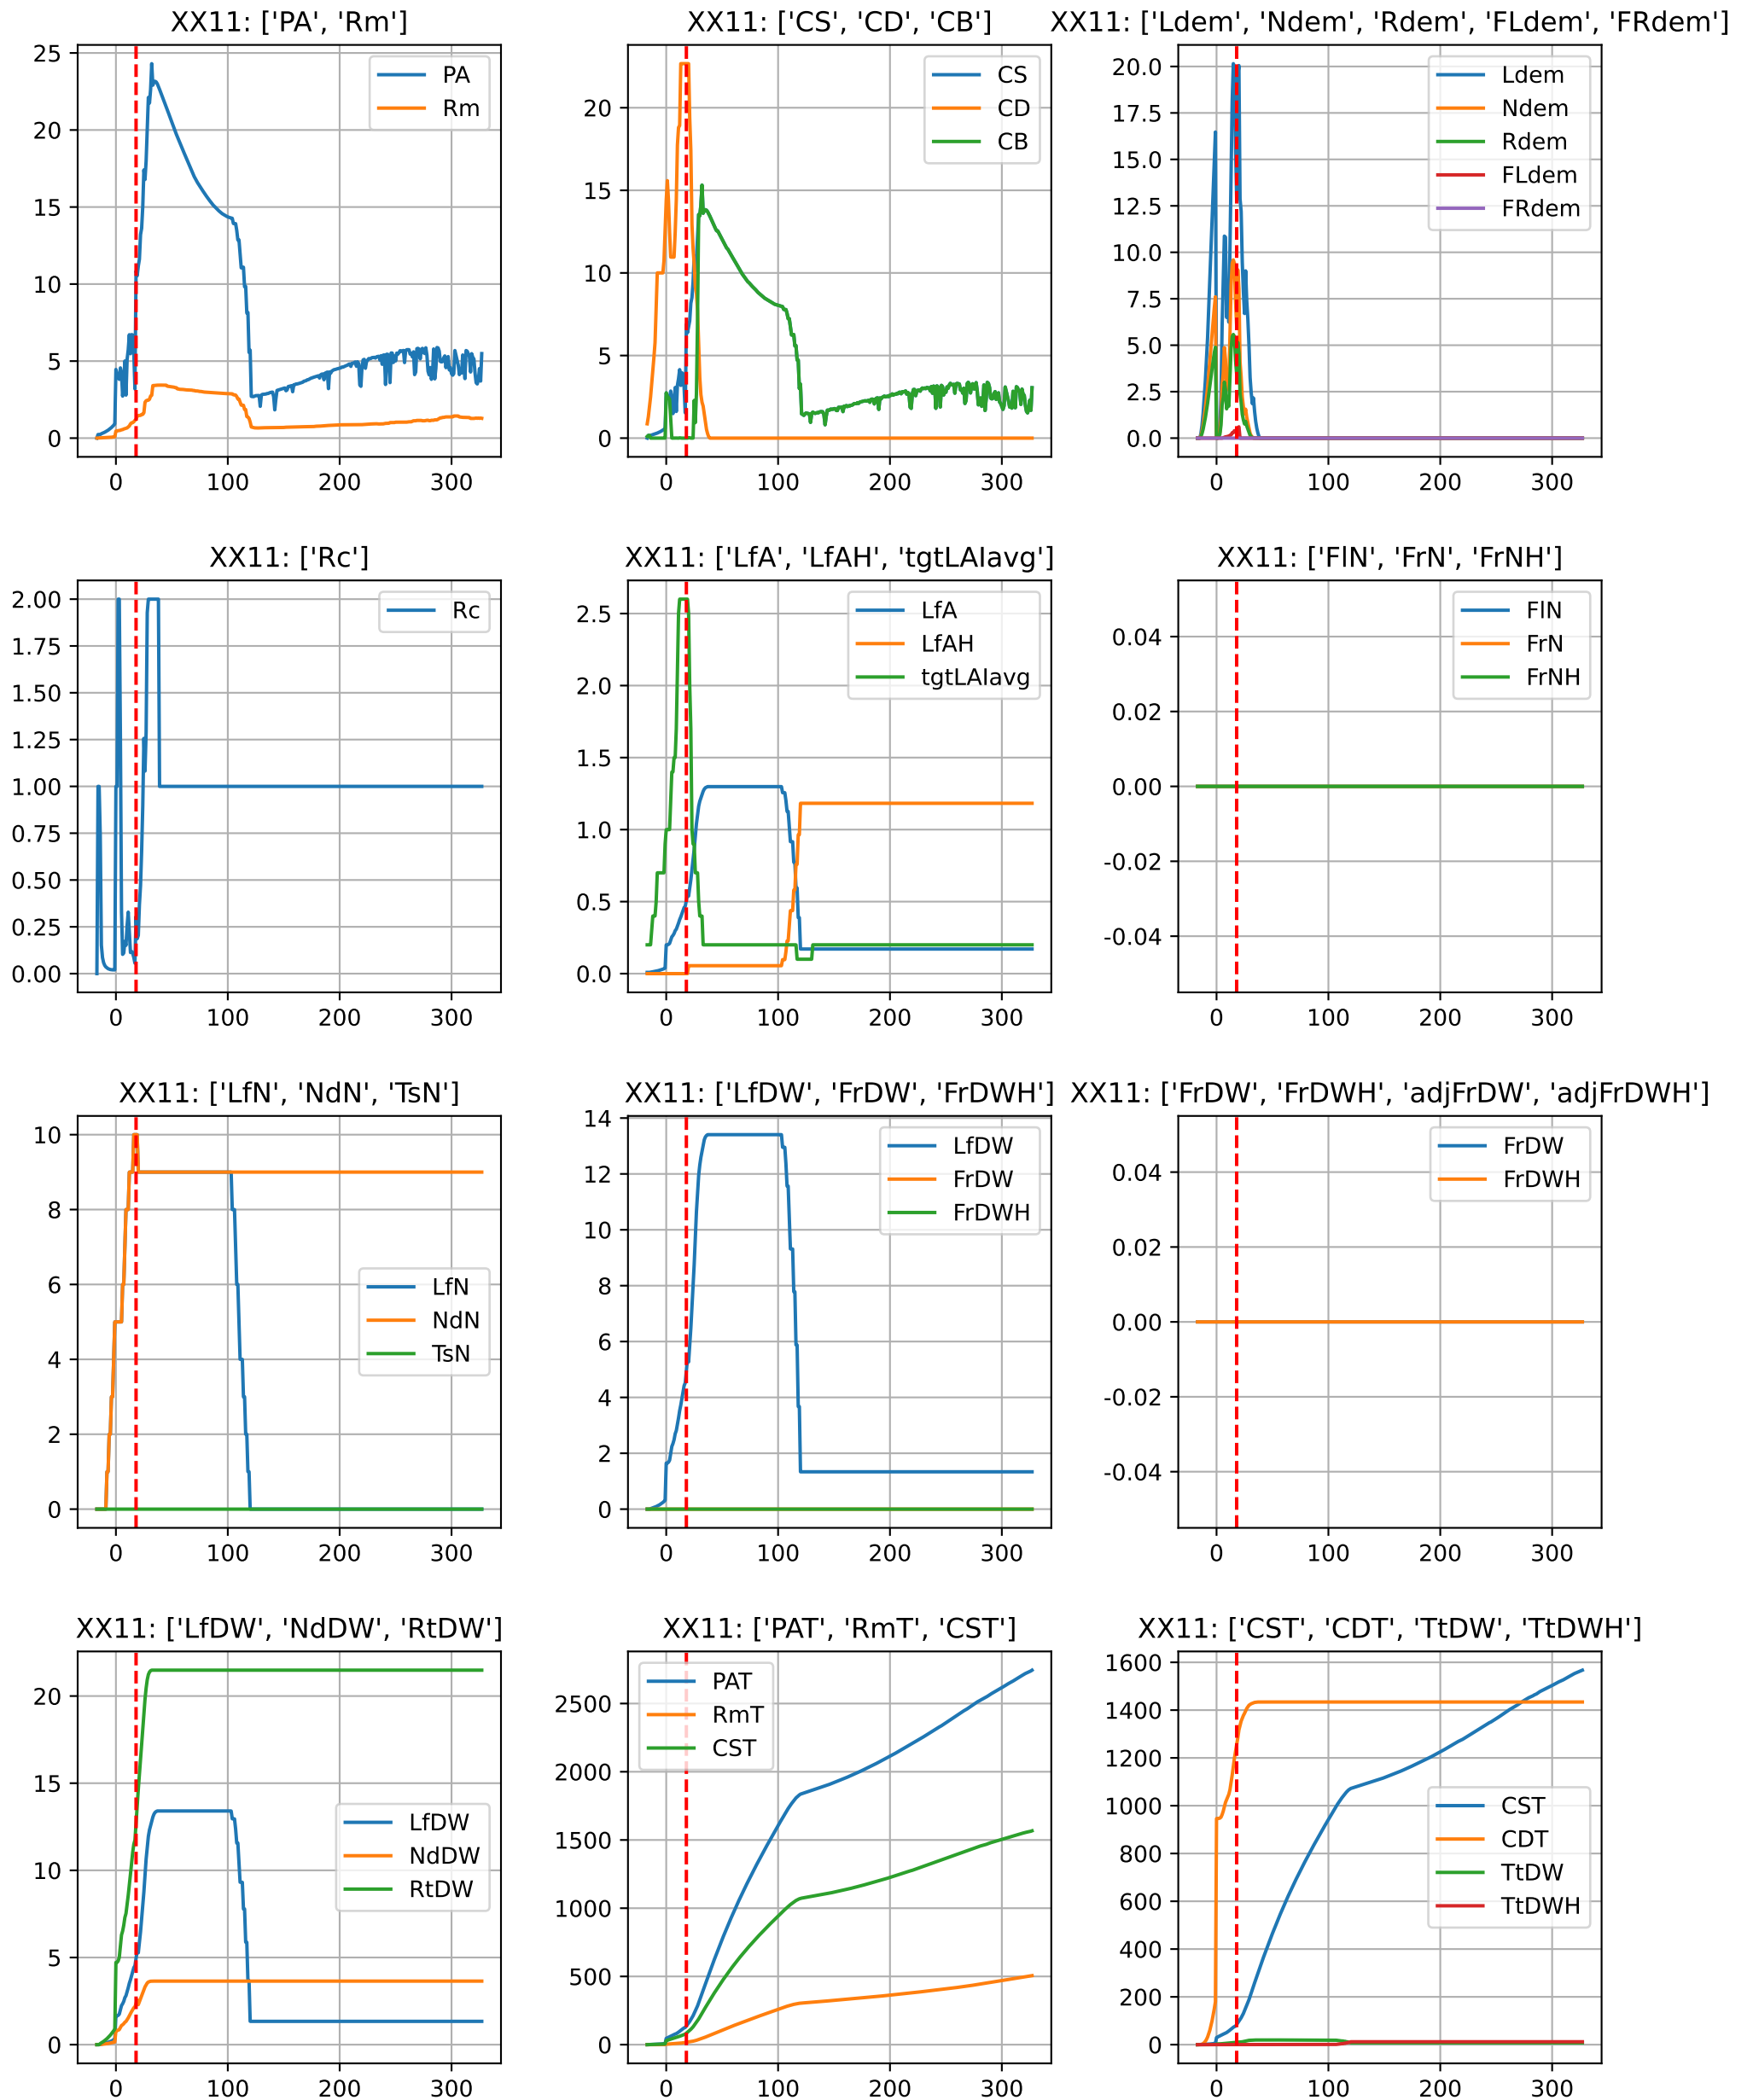 XX11: ['PA', 'Rm']
25
20
15
10
5
0
0 100 200 300
PA
Rm
XX11: ['CS', 'CD', 'CB']
20
15
10
5
0
0 100 200 300
CS
CD
CB
XX11: ['Ldem', 'Ndem', 'Rdem', 'FLdem', 'FRdem']
20.0
17.5
15.0
12.5
10.0
7.5
5.0
2.5
0.0
0 100 200 300
Ldem
Ndem
Rdem
FLdem
FRdem
XX11: ['Rc']
2.00
1.75
1.50
1.25
1.00
0.75
0.50
0.25
0.00
0 100 200 300
Rc
XX11: ['LfA', 'LfAH', 'tgtLAIavg']
2.5
2.0
1.5
1.0
0.5
0.0
0 100 200 300
LfA
LfAH
tgtLAIavg
XX11: ['FlN', 'FrN', 'FrNH']
0.04
0.02
0.00
-0.02
-0.04
0 100 200 300
FlN
FrN
FrNH
XX11: ['LfN', 'NdN', 'TsN']
10
8
6
4
2
0
0 100 200 300
LfN
NdN
TsN
XX11: ['LfDW', 'FrDW', 'FrDWH']
14
12
10
8
6
4
2
0
0 100 200 300
LfDW
FrDW
FrDWH
XX11: ['FrDW', 'FrDWH', 'adjFrDW', 'adjFrDWH']
0.04
0.02
0.00
-0.02
-0.04
0 100 200 300
FrDW
FrDWH
XX11: ['LfDW', 'NdDW', 'RtDW']
20
15
10
5
0
0 100 200 300
LfDW
NdDW
RtDW
XX11: ['PAT', 'RmT', 'CST']
2500
2000
1500
1000
500
0
0 100 200 300
PAT
RmT
CST
XX11: ['CST', 'CDT', 'TtDW', 'TtDWH']
1600
1400
1200
1000
800
600
400
200
0
0 100 200 300
CST
CDT
TtDW
TtDWH